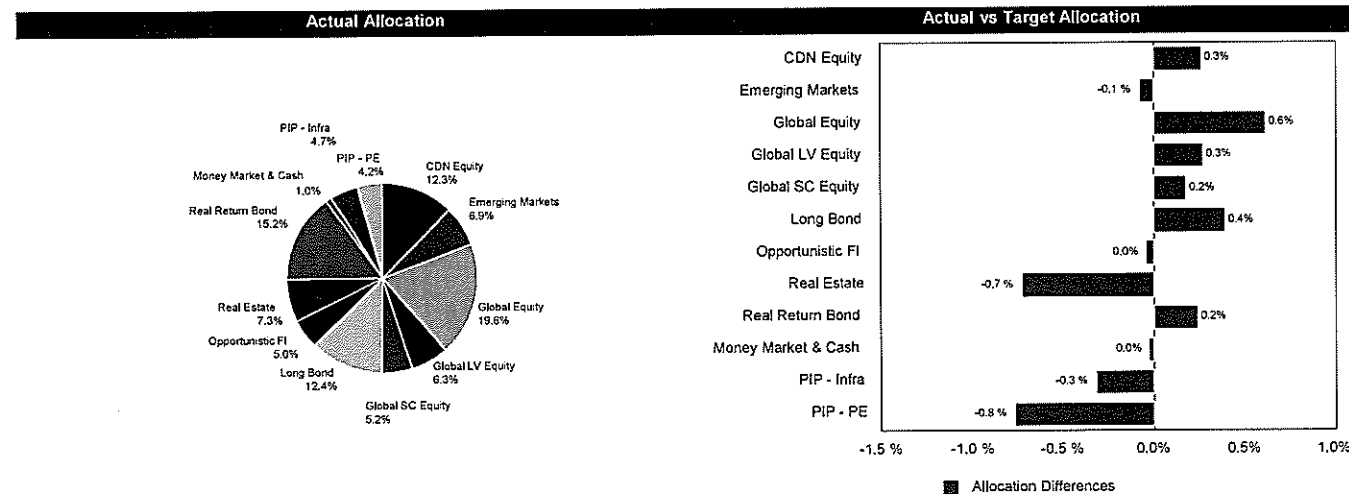 Actual Allocation
PIP - Infra
4.7%
PIP - PE
4.2%
CDN Equity
12.3%
Money Market & Cash
1.0%
Emerging Markets
6.9%
Real Return Bond
15.2%
Global Equity
19.6%
Real Estate
7.3%
Opportunistic FI
5.0%
Global LV Equity
6.3%
Long Bond
12.4%
Global SC Equity
5.2%
Actual vs Target Allocation
CDN Equity 0.3%
Emerging Markets -0.1 %
Global Equity 0.6%
Global LV Equity 0.3%
Global SC Equity 0.2%
Long Bond 0.4%
Opportunistic FI 0.0%
Real Estate -0.7 %
Real Return Bond 0.2%
Money Market & Cash 0.0%
PIP - Infra -0.3 %
PIP - PE -0.8 %
-1.5 % -1.0 % -0.5 % 0.0% 0.5% 1.0%
Allocation Differences